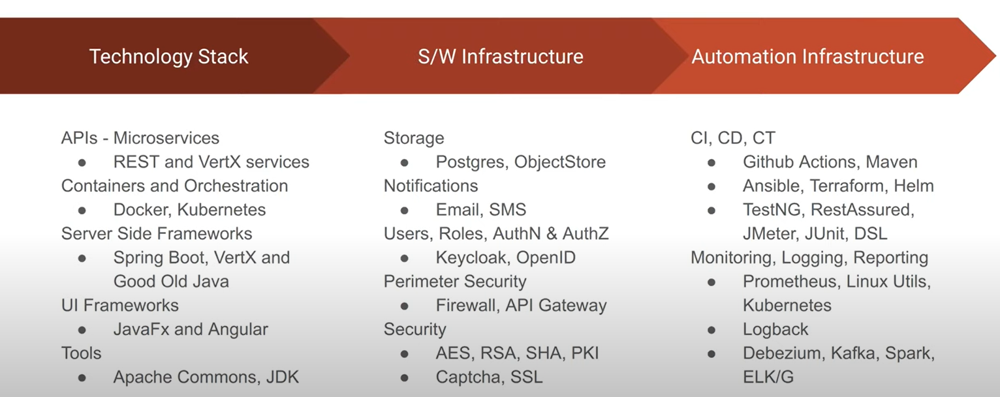 Technology Stack
S/W Infrastructure
Automation Infrastructure
APIs - Microservices
● REST and VertX services
Containers and Orchestration
● Docker, Kubernetes
Server Side Frameworks
● Spring Boot, VertX and
Good Old Java
UI Frameworks
● JavaFx and Angular
Tools
● Apache Commons, JDK
Storage
● Postgres, ObjectStore
Notifications
● Email, SMS
Users, Roles, AuthN & AuthZ
● Keycloak, OpenID
Perimeter Security
● Firewall, API Gateway
Security
● AES, RSA, SHA, PKI
● Captcha, SSL
CI, CD, CT
● Github Actions, Maven
● Ansible, Terraform, Helm
● TestNG, RestAssured,
JMeter, JUnit, DSL
Monitoring, Logging, Reporting
● Prometheus, Linux Utils,
Kubernetes
● Logback
● Debezium, Kafka, Spark,
ELK/G